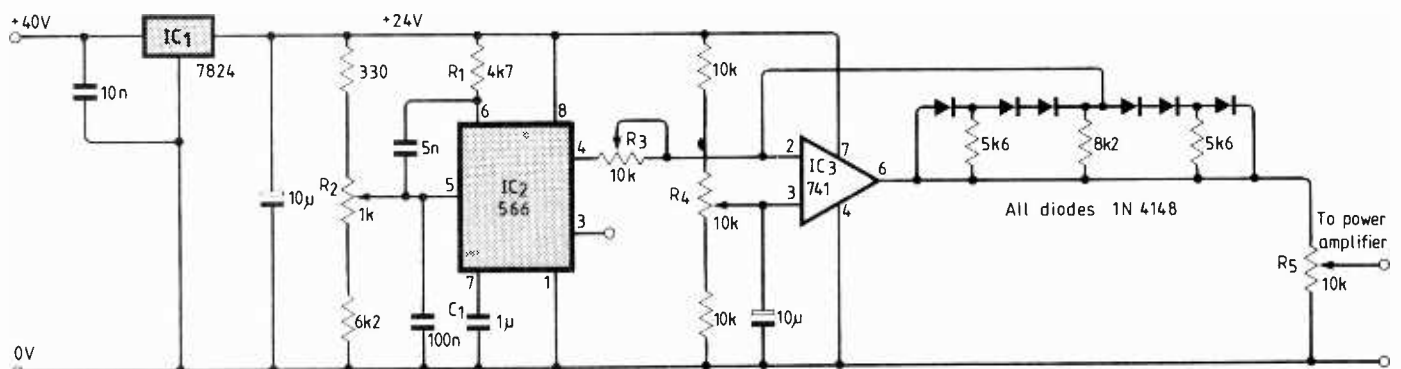 +40V
IC1
7824
+24V
10n
10μ
330
R2
1k
6k2
R1
4k7
5n
6
8
4
5
IC2
566
3
7
1
C1
1μ
100n
R3
10k
10k
R4
10k
10k
10μ
2
3
IC3
741
7
4
6
5k6
8k2
5k6
All diodes 1N 4148
To power
amplifier
R5
10k
0V